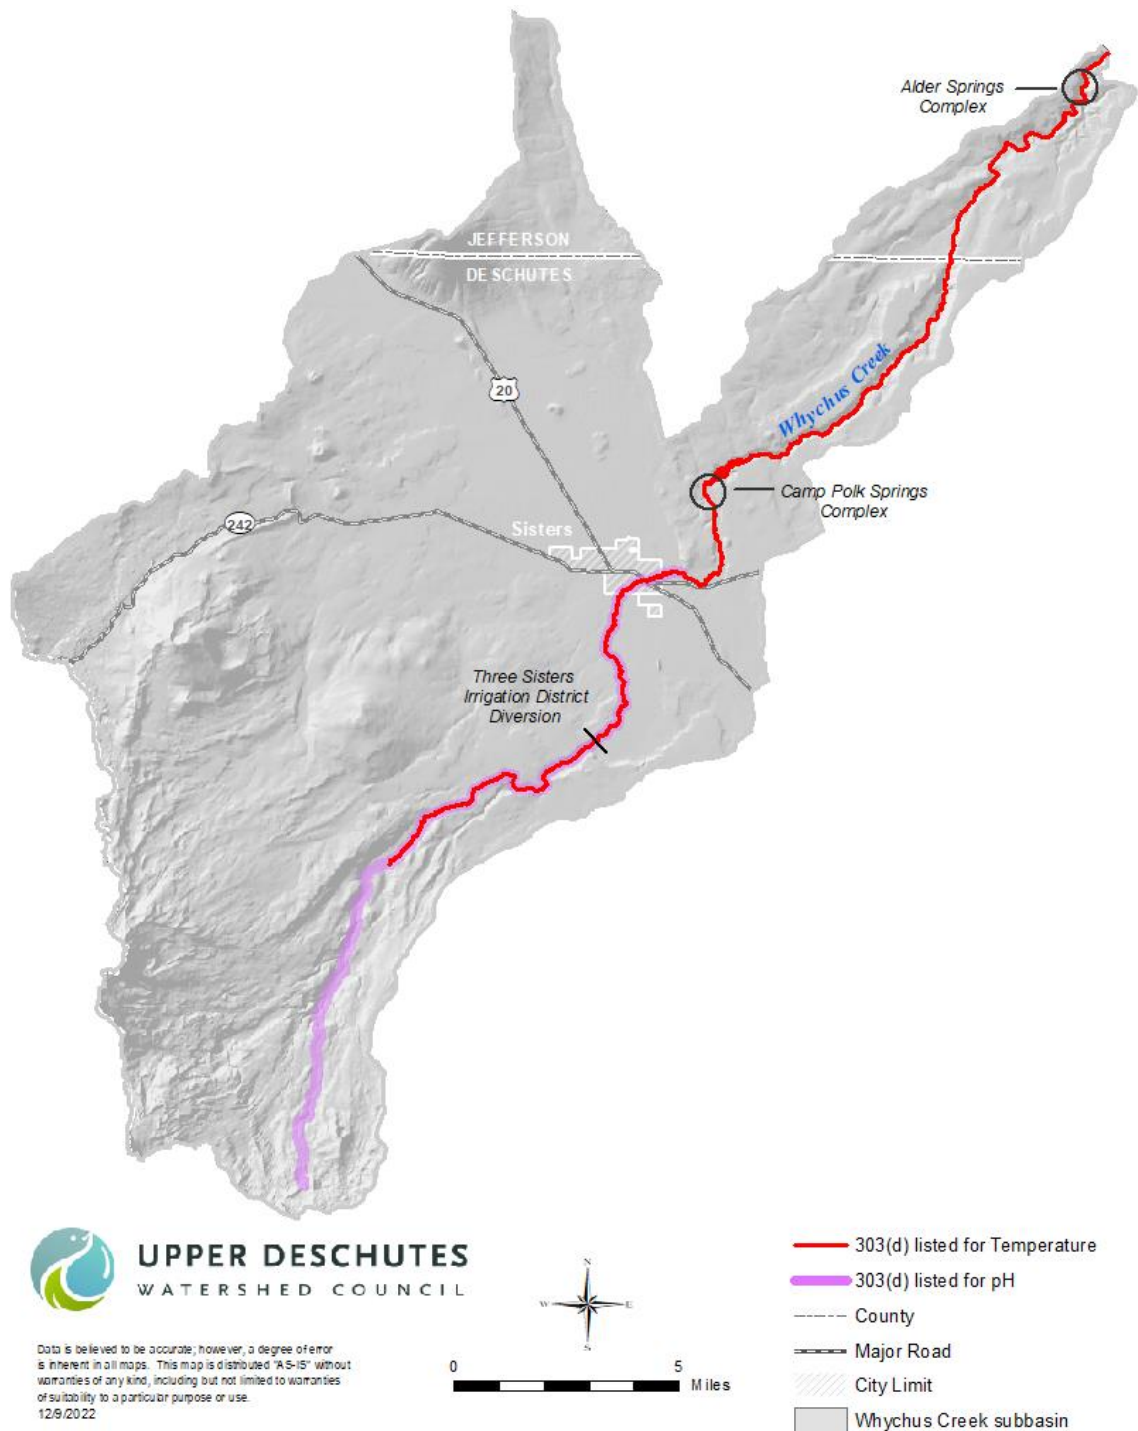 Alder Springs
Complex
JEFFERSON
DESCHUTES
20
Whychus Creek
Camp Polk Springs
Complex
242
Sisters
Three Sisters
Irrigation District
Diversion
UPPER DESCHUTES
WATERSHED COUNCIL
Data is believed to be accurate; however, a degree of error
is inherent in all maps. This map is distributed "AS-IS" without
warranties of any kind, including but not limited to warranties
of suitability to a particular purpose or use.
12/9/2022
N
W E
S
0 5
Miles
303(d) listed for Temperature
303(d) listed for pH
County
Major Road
City Limit
Whychus Creek subbasin